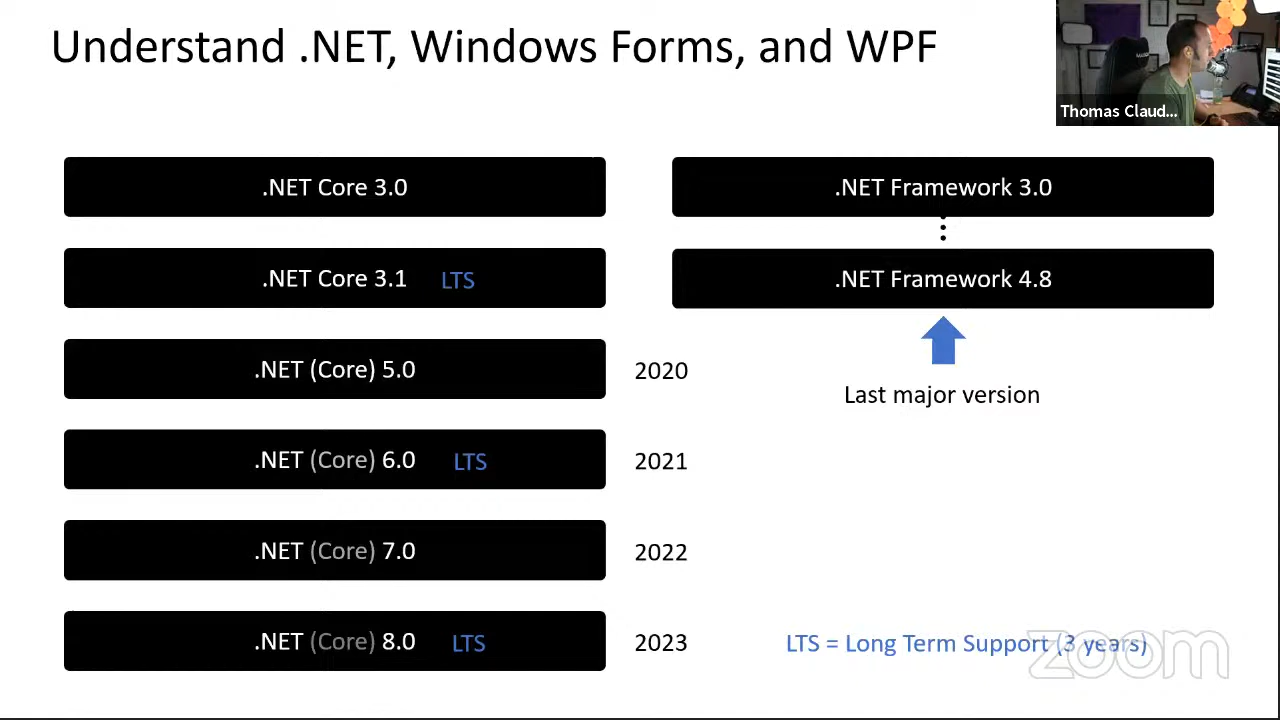 Understand .NET, Windows Forms, and WPF
Thomas Claud...
.NET Core 3.0
.NET Framework 3.0
.NET Core 3.1 LTS
.NET Framework 4.8
.NET (Core) 5.0
2020
Last major version
.NET (Core) 6.0 LTS
2021
.NET (Core) 7.0
2022
.NET (Core) 8.0 LTS
2023
LTS = Long Term Support (3 years)
zoom